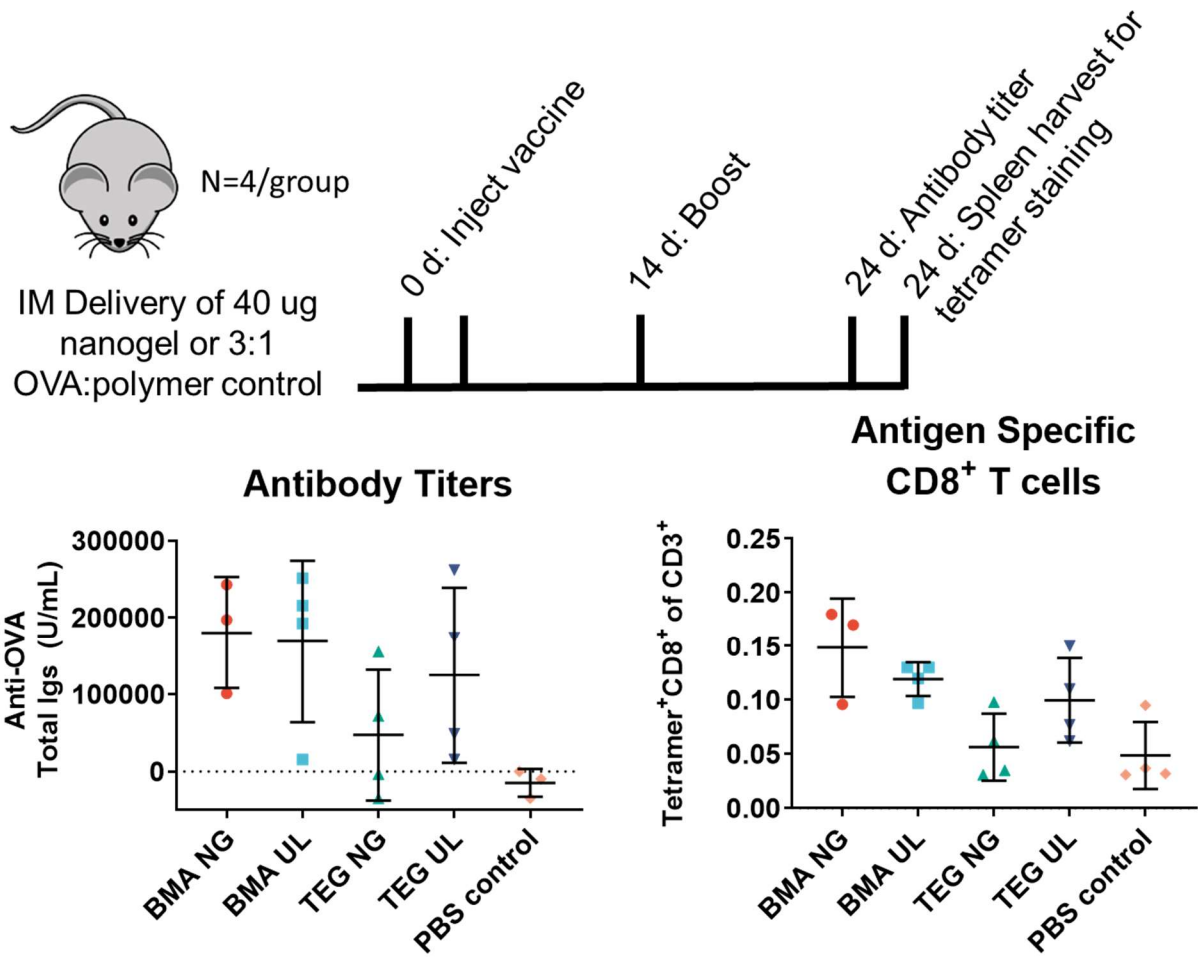 N=4/group
IM Delivery of 40 ug
nanogel or 3:1
OVA:polymer control
0 d: Inject vaccine
14 d: Boost
24 d: Antibody titer
24 d: Spleen harvest for
tetramer staining
Antibody Titers
Anti-OVA
Total Igs (U/mL)
300000
200000
100000
0
BMA NG
BMA UL
TEG NG
TEG UL
PBS control
Antigen Specific
CD8⁺ T cells
Tetramer⁺CD8⁺ of CD3⁺
0.25
0.20
0.15
0.10
0.05
0.00
BMA NG
BMA UL
TEG NG
TEG UL
PBS control